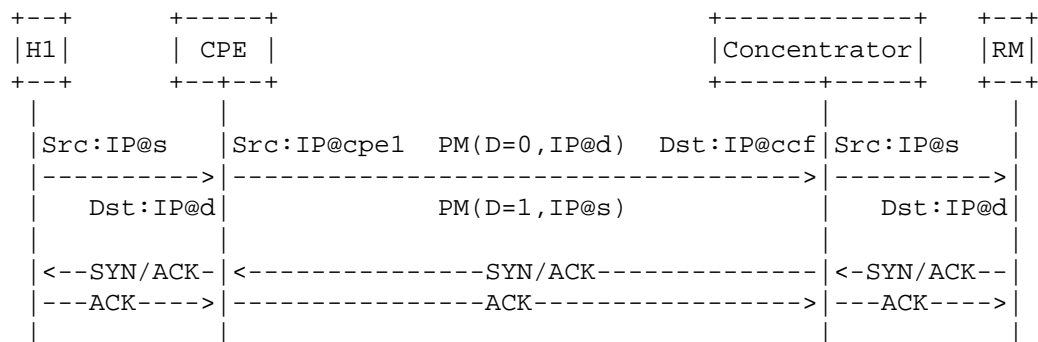 +--+       +-----+                               +------------+    +--+
|H1|       | CPE |                               |Concentrator|    |RM|
+--+       +--+--+                               +------+-----+    +--+
 |            |                                         |            |
 |Src:IP@s    |Src:IP@cpe1  PM(D=0,IP@d)  Dst:IP@ccf|Src:IP@s    |
 |----------->|------------------------------------>|----------->|
 |    Dst:IP@d|             PM(D=1,IP@s)            |    Dst:IP@d|
 |            |                                         |            |
 |<--SYN/ACK-|<---------------SYN/ACK--------------|<-SYN/ACK--|
 |---ACK---->|----------------ACK----------------->|---ACK---->|
 |            |                                         |            |